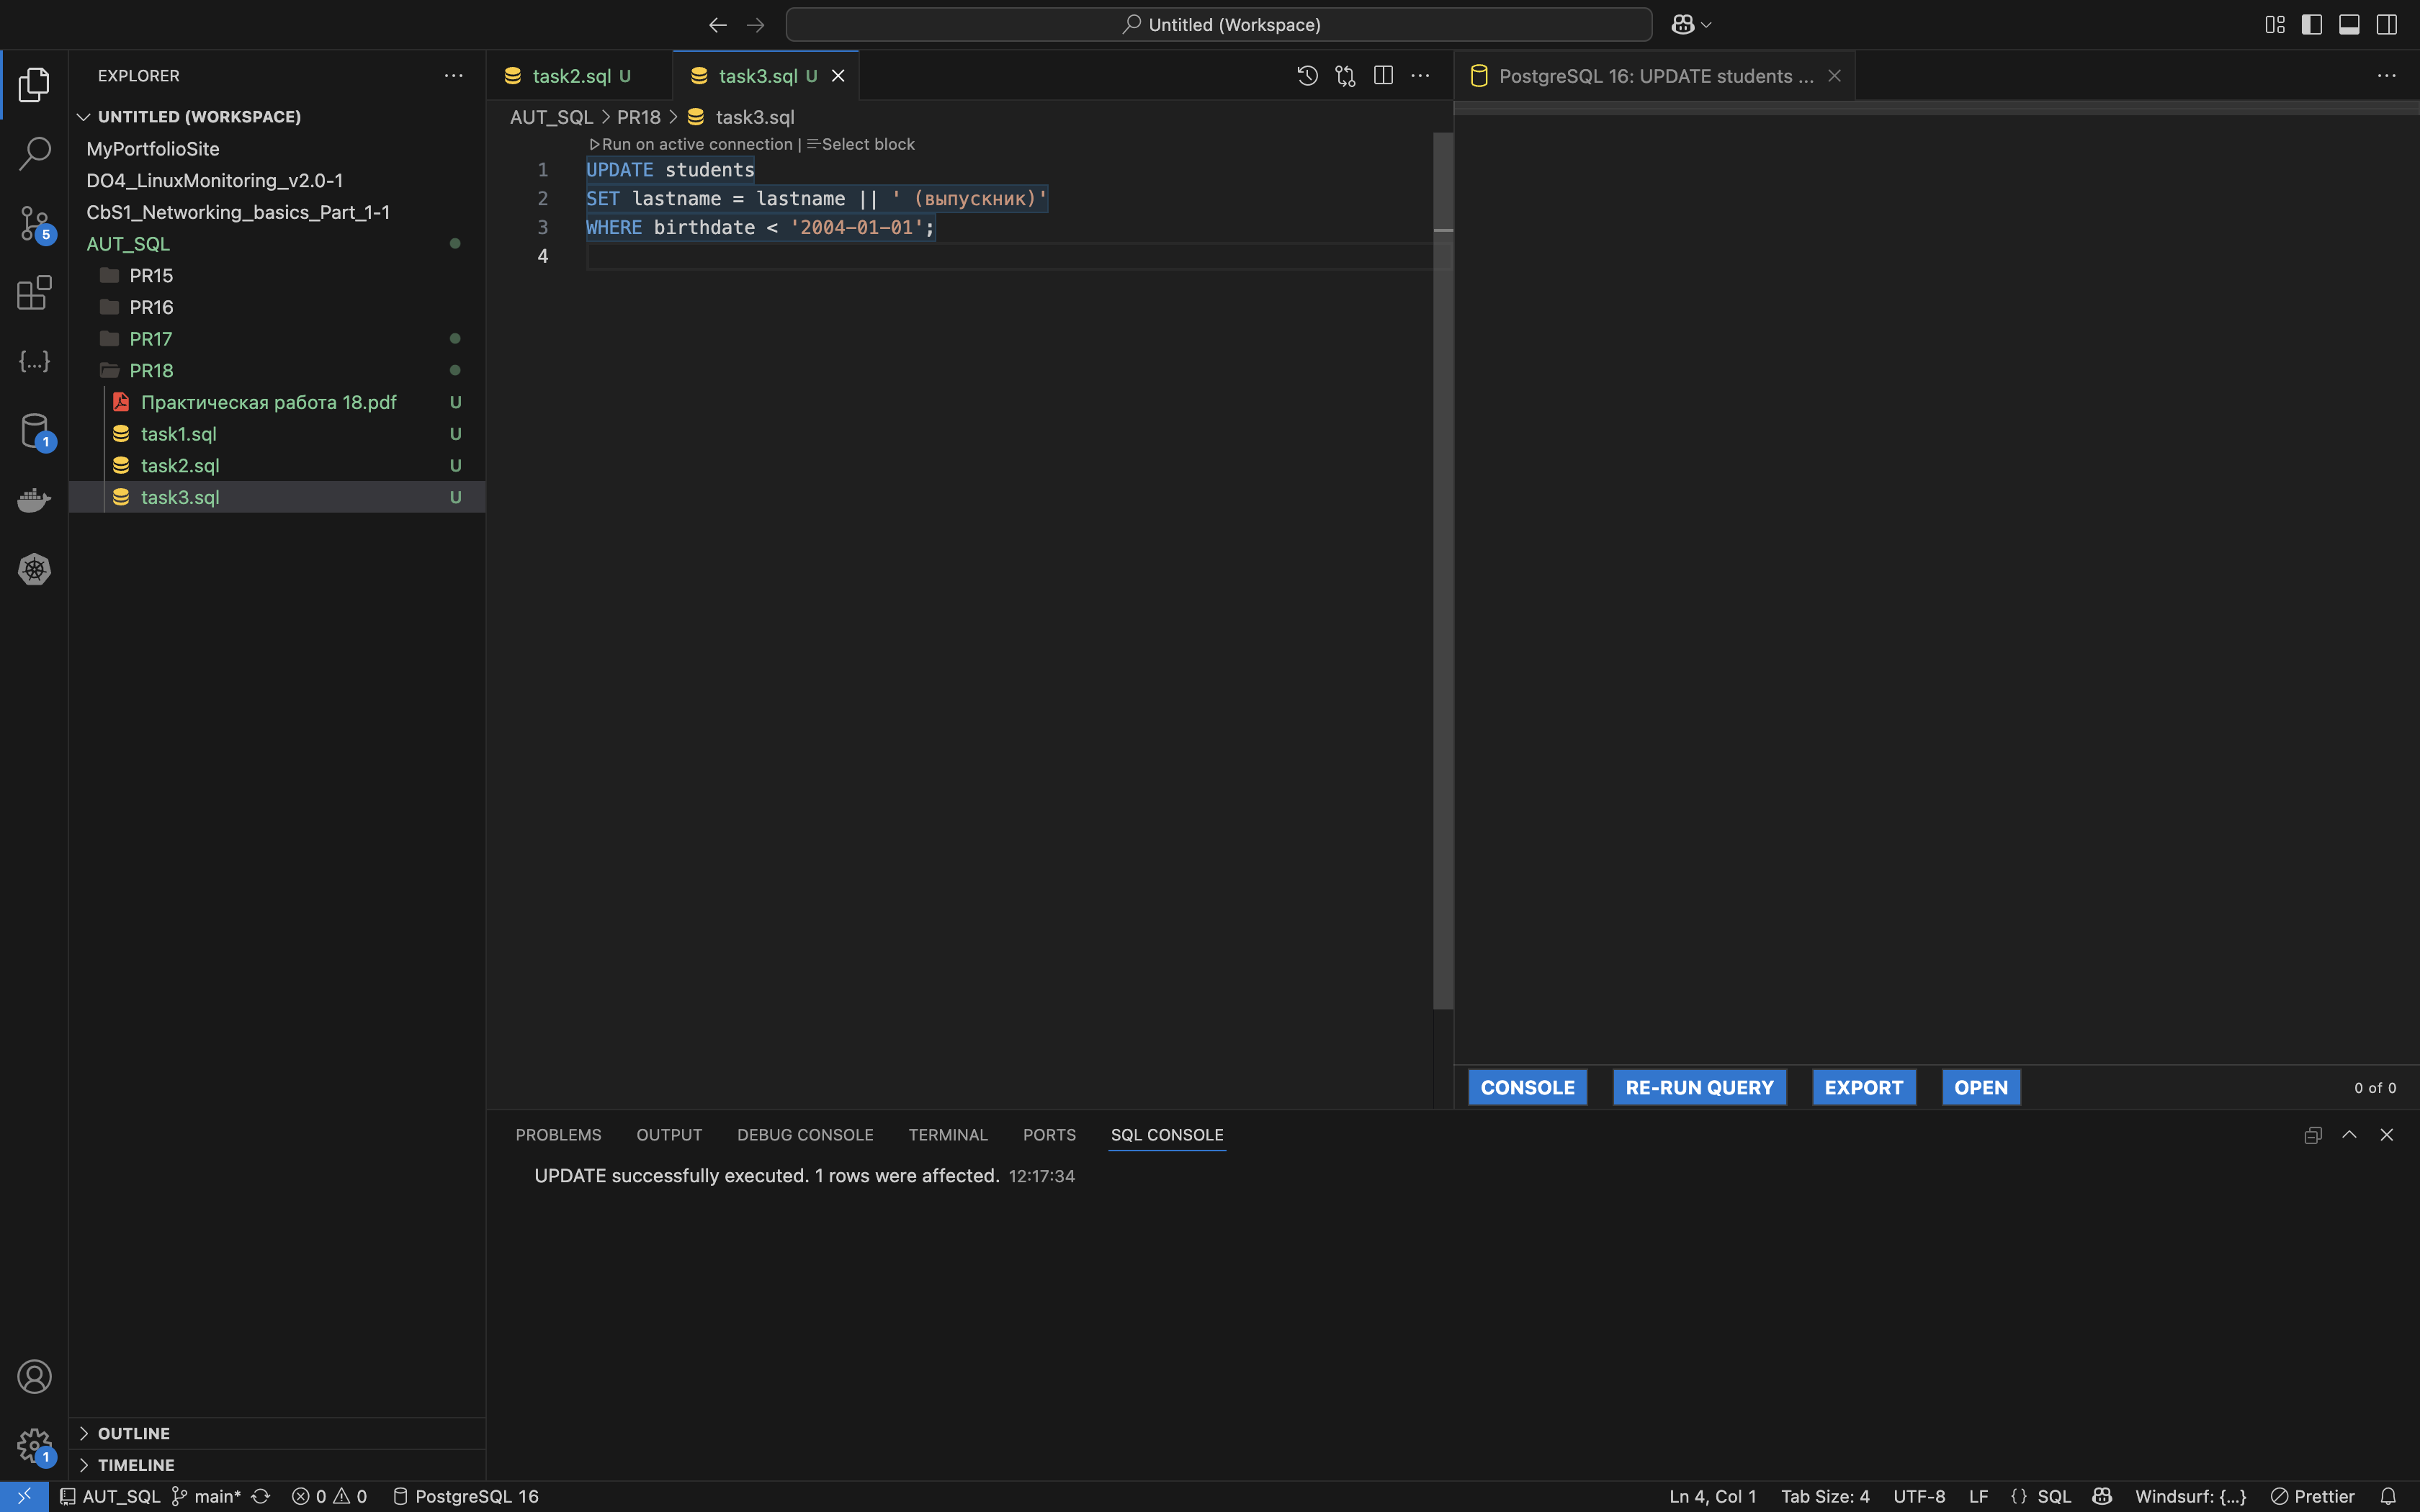 Untitled (Workspace)
EXPLORER
UNTITLED (WORKSPACE)
MyPortfolioSite
DO4_LinuxMonitoring_v2.0-1
CbS1_Networking_basics_Part_1-1
AUT_SQL
PR15
PR16
PR17
PR18
Практическая работа 18.pdf U
task1.sql U
task2.sql U
task3.sql U
5
1
OUTLINE
TIMELINE
1
task2.sql U
task3.sql U
AUT_SQL > PR18 > task3.sql
Run on active connection | Select block
1 UPDATE students
2 SET lastname = lastname || ' (выпускник)'
3 WHERE birthdate < '2004-01-01';
4
PostgreSQL 16: UPDATE students ...
CONSOLE RE-RUN QUERY EXPORT OPEN 0 of 0
PROBLEMS OUTPUT DEBUG CONSOLE TERMINAL PORTS SQL CONSOLE
UPDATE successfully executed. 1 rows were affected. 12:17:34
AUT_SQL main* 0 0 PostgreSQL 16 Ln 4, Col 1 Tab Size: 4 UTF-8 LF {} SQL Windsurf: {...} Prettier